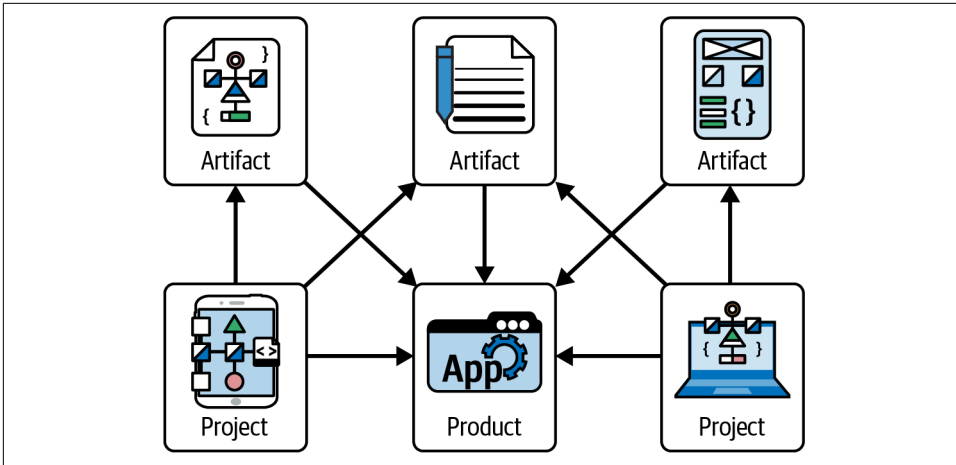 }
{
Artifact
Artifact
{}
Artifact
< >
Project
App
Product
{ }
Project